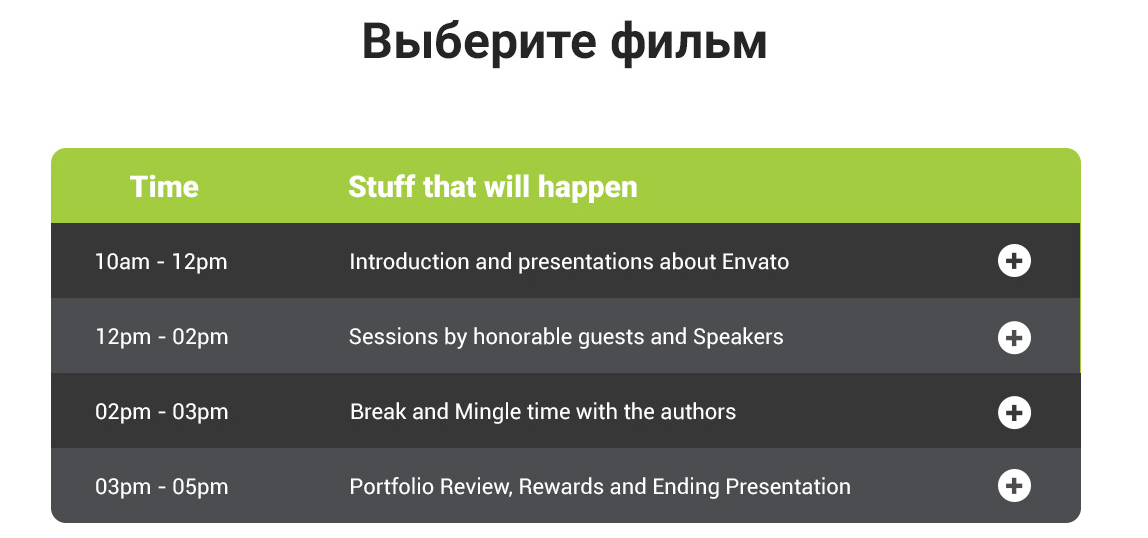 Выберите фильм
Time Stuff that will happen
10am - 12pm Introduction and presentations about Envato
12pm - 02pm Sessions by honorable guests and Speakers
02pm - 03pm Break and Mingle time with the authors
03pm - 05pm Portfolio Review, Rewards and Ending Presentation